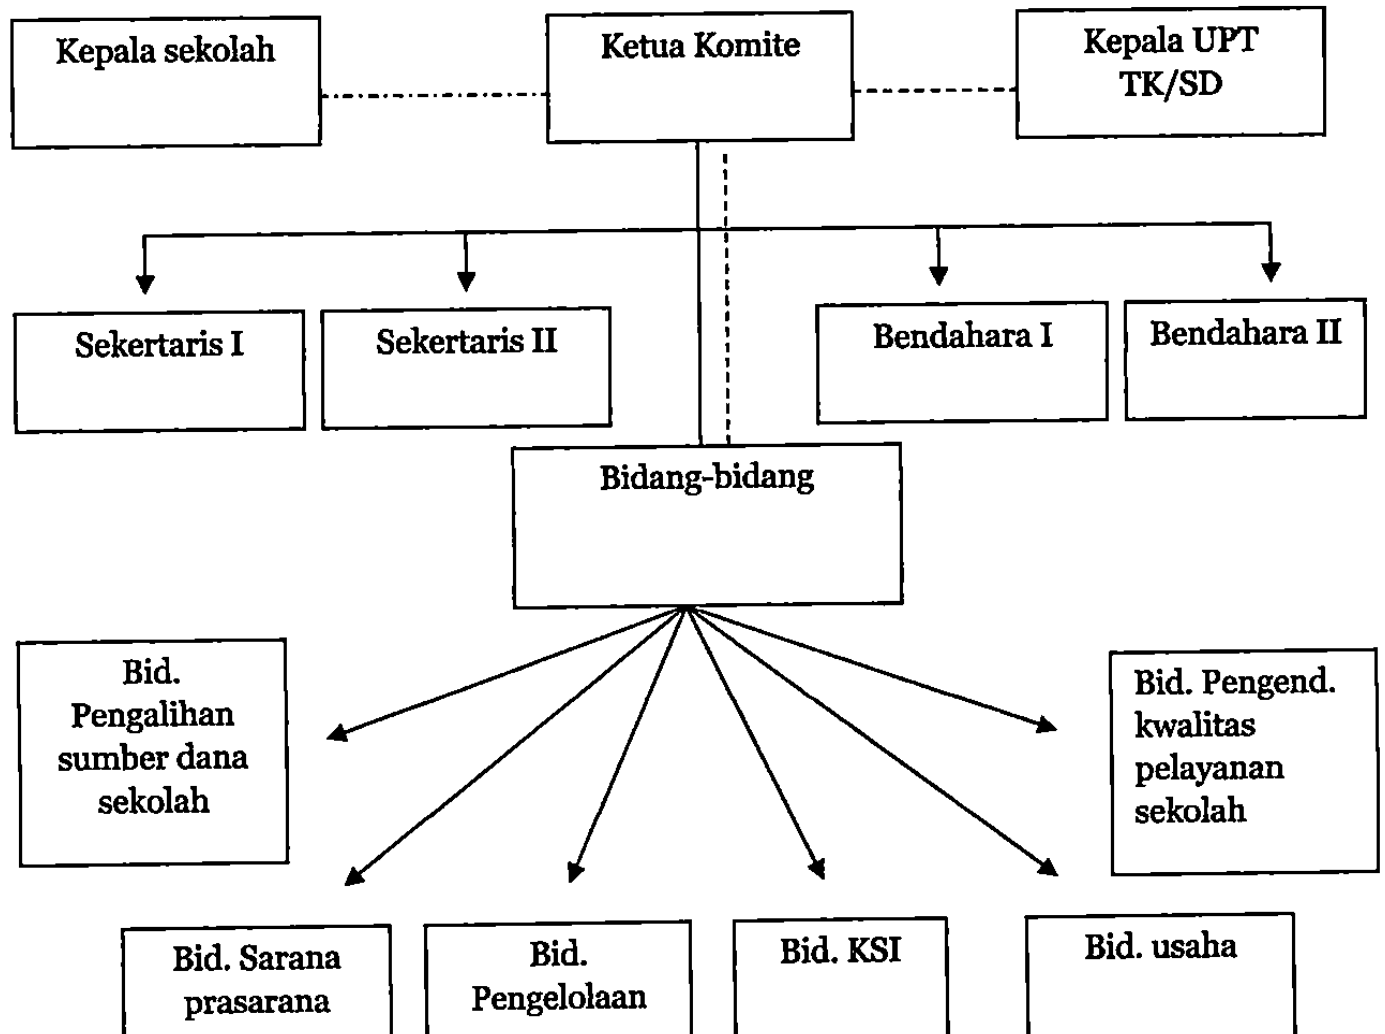 Kepala sekolah
Ketua Komite
Kepala UPT
TK/SD
Sekertaris I
Sekertaris II
Bendahara I
Bendahara II
Bidang-bidang
Bid.
Pengalihan
sumber dana
sekolah
Bid. Pengend.
kwalitas
pelayanan
sekolah
Bid. Sarana
prasarana
Bid.
Pengelolaan
Bid. KSI
Bid. usaha